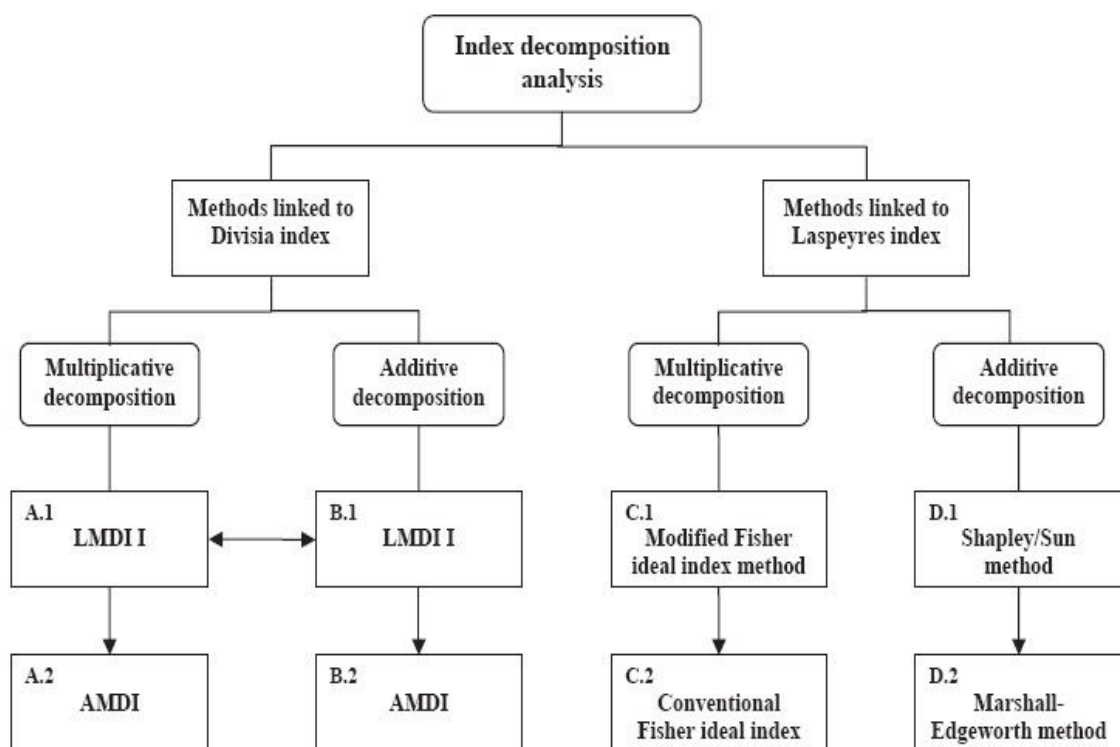 Index decomposition
analysis
Methods linked to
Divisia index
Methods linked to
Laspeyres index
Multiplicative
decomposition
Additive
decomposition
Multiplicative
decomposition
Additive
decomposition
A.1
LMDI I
B.1
LMDI I
C.1
Modified Fisher
ideal index method
D.1
Shapley/Sun
method
A.2
AMDI
B.2
AMDI
C.2
Conventional
Fisher ideal index
D.2
Marshall-
Edgeworth method